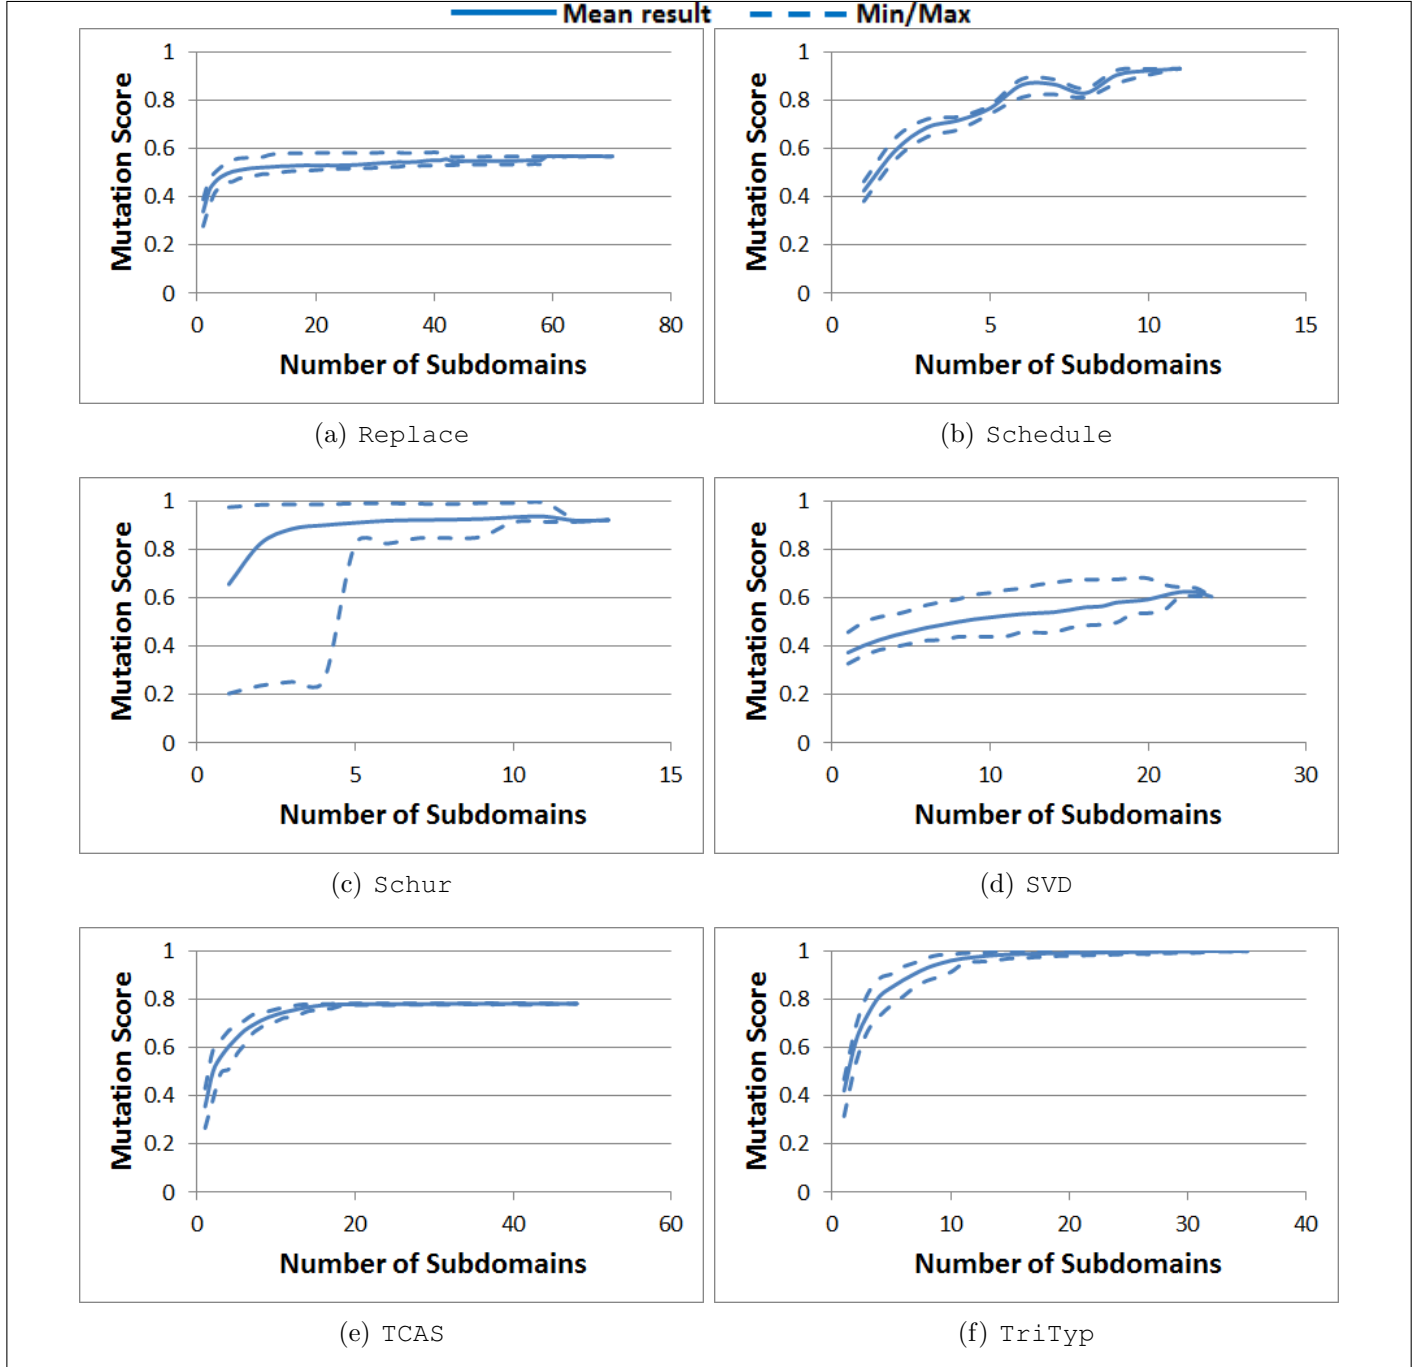 Mean result Min/Max
1
0.8
0.6
0.4
0.2
0
Mutation Score
0 20 40 60 80
Number of Subdomains
(a) Replace
1
0.8
0.6
0.4
0.2
0
Mutation Score
0 5 10 15
Number of Subdomains
(b) Schedule
1
0.8
0.6
0.4
0.2
0
Mutation Score
0 5 10 15
Number of Subdomains
(c) Schur
1
0.8
0.6
0.4
0.2
0
Mutation Score
0 10 20 30
Number of Subdomains
(d) SVD
1
0.8
0.6
0.4
0.2
0
Mutation Score
0 20 40 60
Number of Subdomains
(e) TCAS
1
0.8
0.6
0.4
0.2
0
Mutation Score
0 10 20 30 40
Number of Subdomains
(f) TriTyp